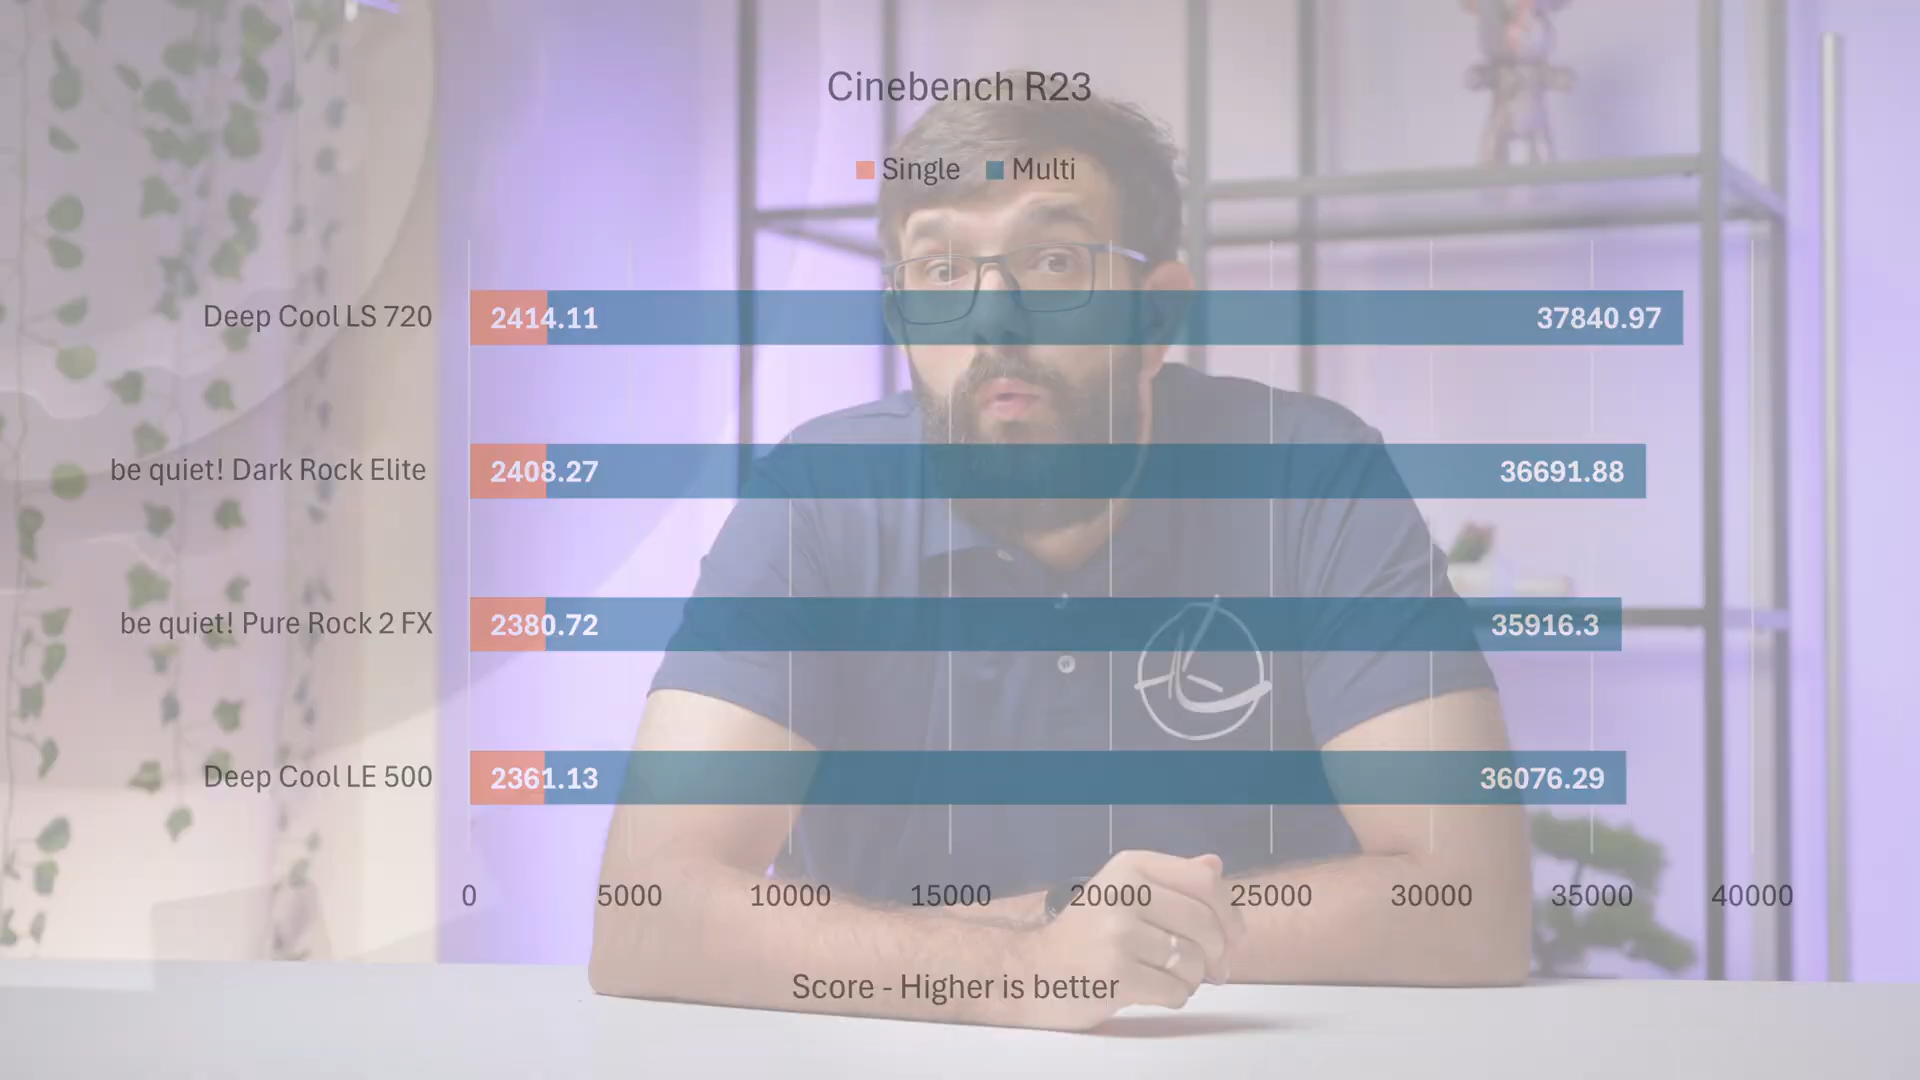 Cinebench R23
Single Multi
Deep Cool LS 720 2414.11 37840.97
be quiet! Dark Rock Elite 2408.27 36691.88
be quiet! Pure Rock 2 FX 2380.72 35916.3
Deep Cool LE 500 2361.13 36076.29
0 5000 10000 15000 20000 25000 30000 35000 40000
Score - Higher is better